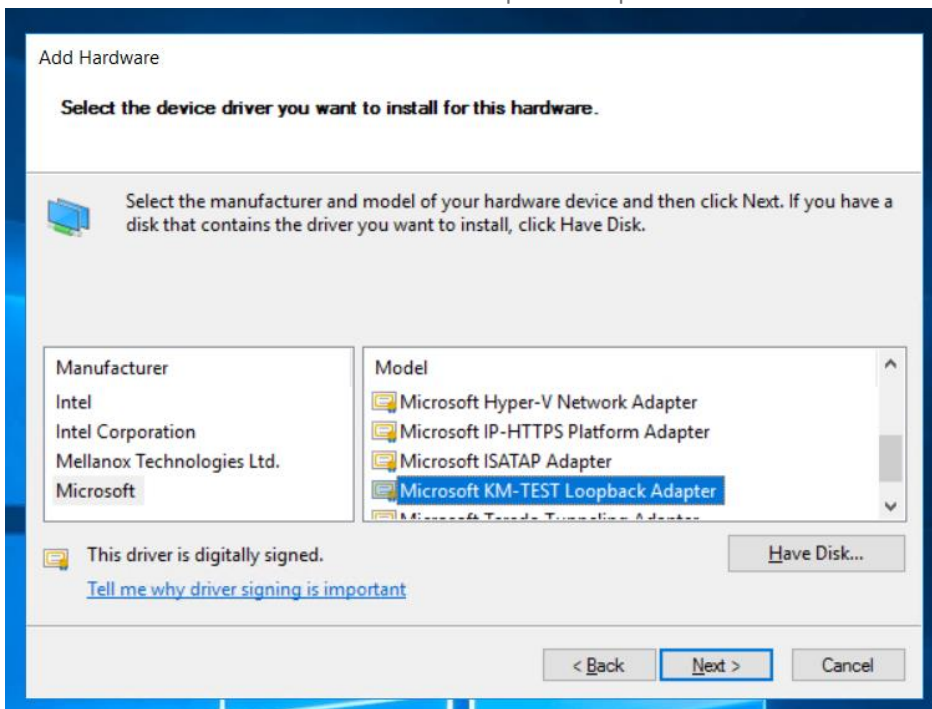 Add Hardware
Select the device driver you want to install for this hardware.
Select the manufacturer and model of your hardware device and then click Next. If you have a
disk that contains the driver you want to install, click Have Disk.
Manufacturer
Intel
Intel Corporation
Mellanox Technologies Ltd.
Microsoft
Model
Microsoft Hyper-V Network Adapter
Microsoft IP-HTTPS Platform Adapter
Microsoft ISATAP Adapter
Microsoft KM-TEST Loopback Adapter
Microsoft Teredo Tunneling Adapter
This driver is digitally signed.
Have Disk...
Tell me why driver signing is important
< Back
Next >
Cancel